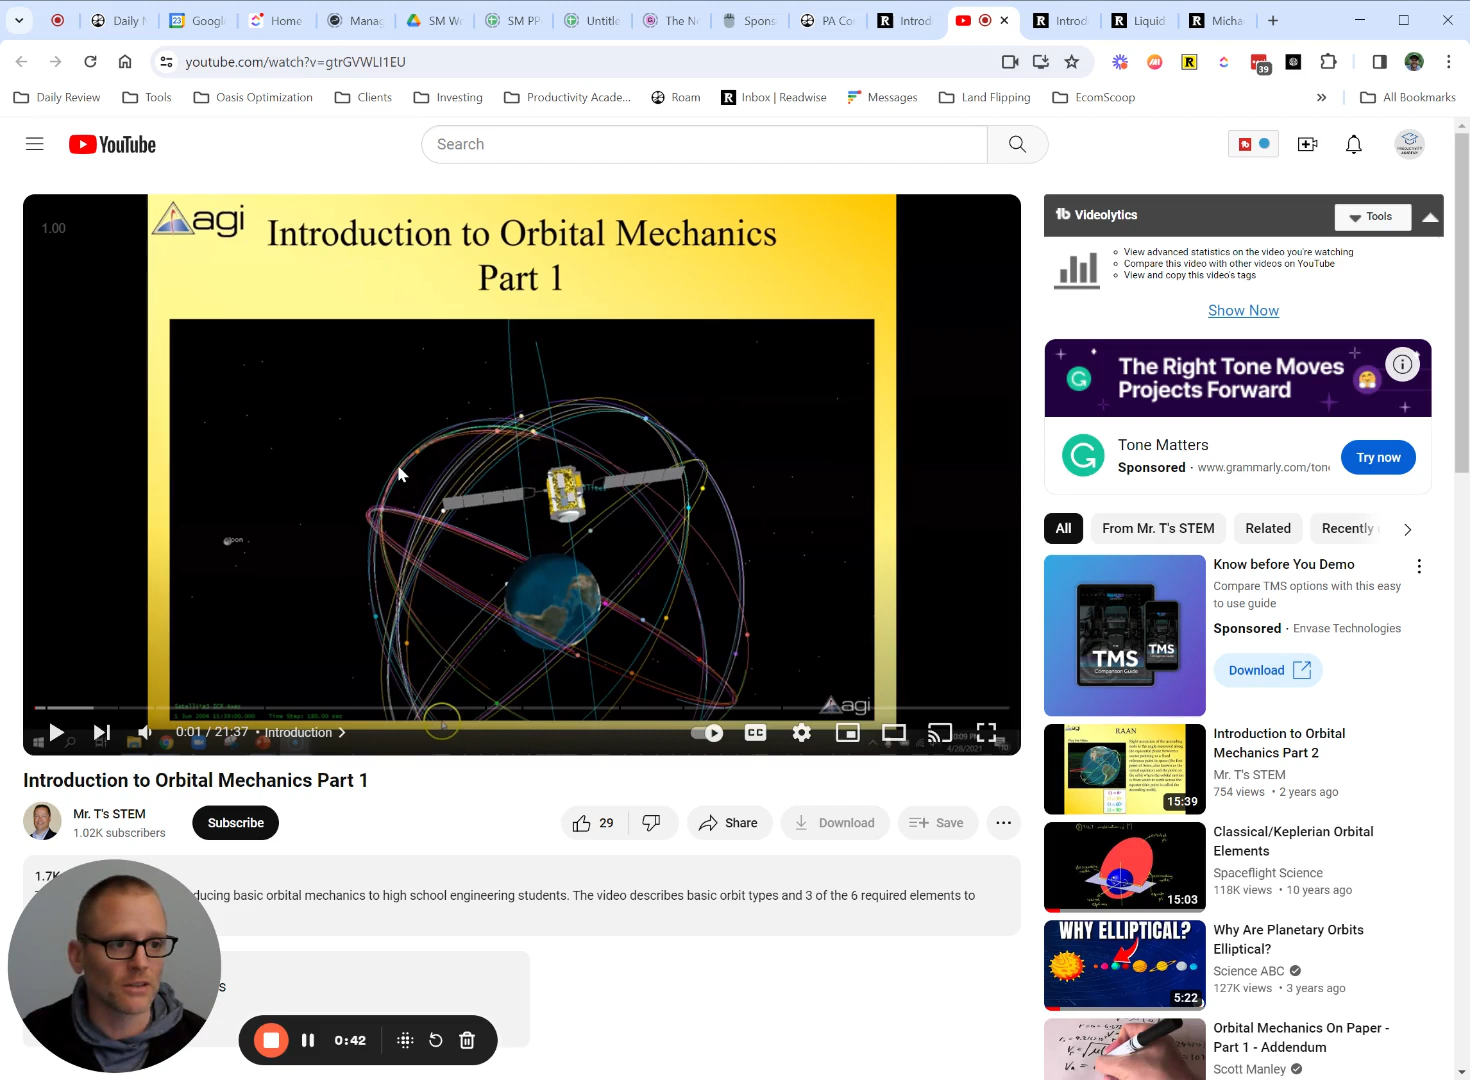 Daily N
Googl
Home
Manag
SM We
SM PP
Untitle
The Ne
Spons
PA Co
Introd
Introd
Liquid
Micha
youtube.com/watch?v=gtrGVWLI1EU
39
Daily Review
Tools
Oasis Optimization
Clients
Investing
Productivity Acade...
Roam
Inbox | Readwise
Messages
Land Flipping
EcomScoop
All Bookmarks
YouTube
Search
1.00
agi
Introduction to Orbital Mechanics
Part 1
agi
0:01 / 21:37 • Introduction
4/28/2021
Introduction to Orbital Mechanics Part 1
Mr. T's STEM
1.02K subscribers
Subscribe
29
Share
Download
Save
1.7K
ducing basic orbital mechanics to high school engineering students. The video describes basic orbit types and 3 of the 6 required elements to
s
0:42
Videolytics
Tools
View advanced statistics on the video you're watching
Compare this video with other videos on YouTube
View and copy this video's tags
Show Now
The Right Tone Moves
Projects Forward
Tone Matters
Sponsored · www.grammarly.com/ton
Try now
All
From Mr. T's STEM
Related
Recently
Know before You Demo
Compare TMS options with this easy
to use guide
Sponsored · Envase Technologies
Download
TMS
TMS
Introduction to Orbital
Mechanics Part 2
Mr. T's STEM
754 views • 2 years ago
RAAN
15:39
Classical/Keplerian Orbital
Elements
Spaceflight Science
118K views • 10 years ago
15:03
WHY ELLIPTICAL?
5:22
Why Are Planetary Orbits
Elliptical?
Science ABC
127K views • 3 years ago
Orbital Mechanics On Paper -
Part 1 - Addendum
Scott Manley